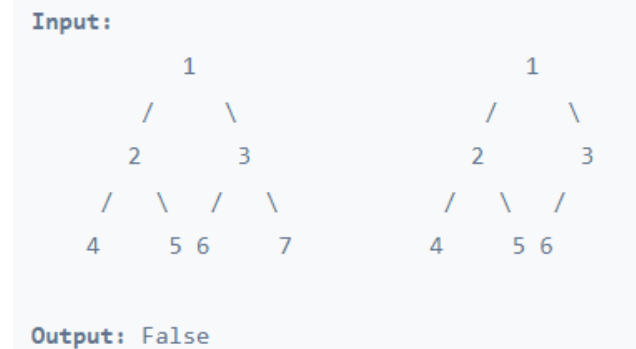 Input:
1 1
/ \ / \
2 3 2 3
/ \ / \ / \ /
4 5 6 7 4 5 6
Output: False